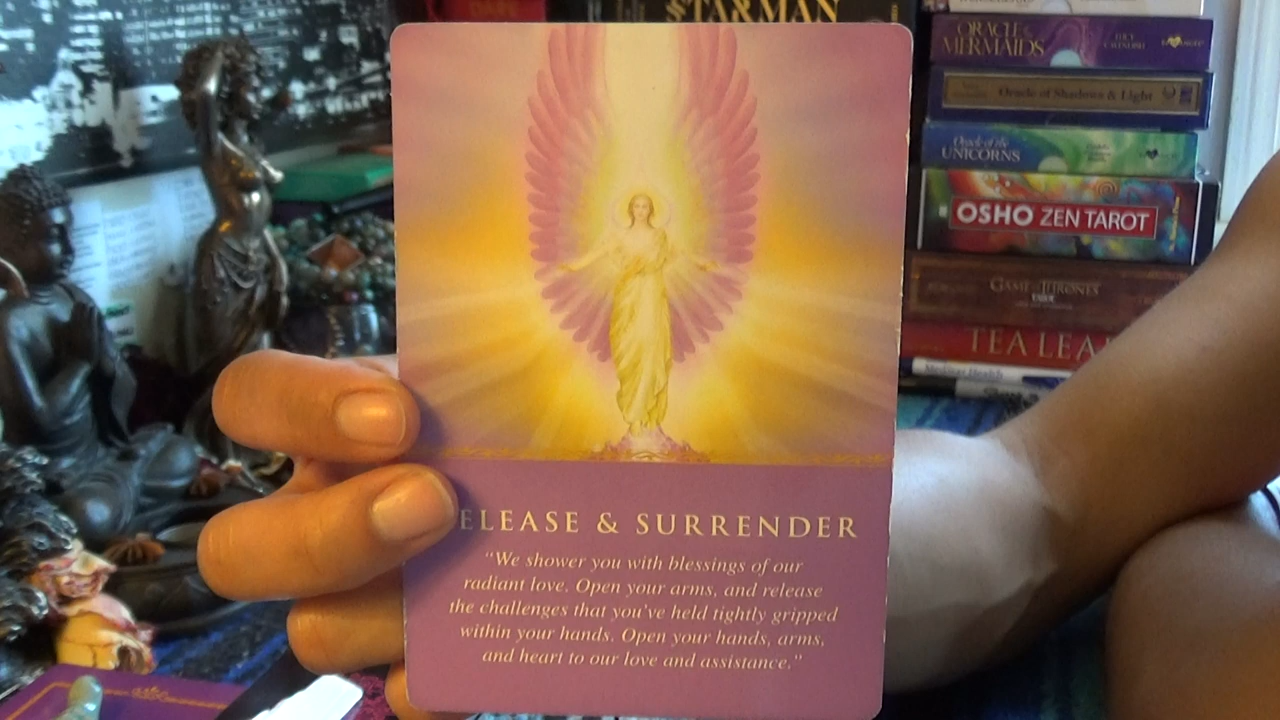 TARMAN
ORACLE OF THE
MERMAIDS
LUCY
CAVENDISH
Oracle of Shadows & Light
Oracle of the
UNICORNS
OSHO ZEN TAROT
GAME OF THRONES
TEA LEA
ELEASE & SURRENDER
"We shower you with blessings of our
radiant love. Open your arms, and release
the challenges that you've held tightly gripped
within your hands. Open your hands, arms,
and heart to our love and assistance."